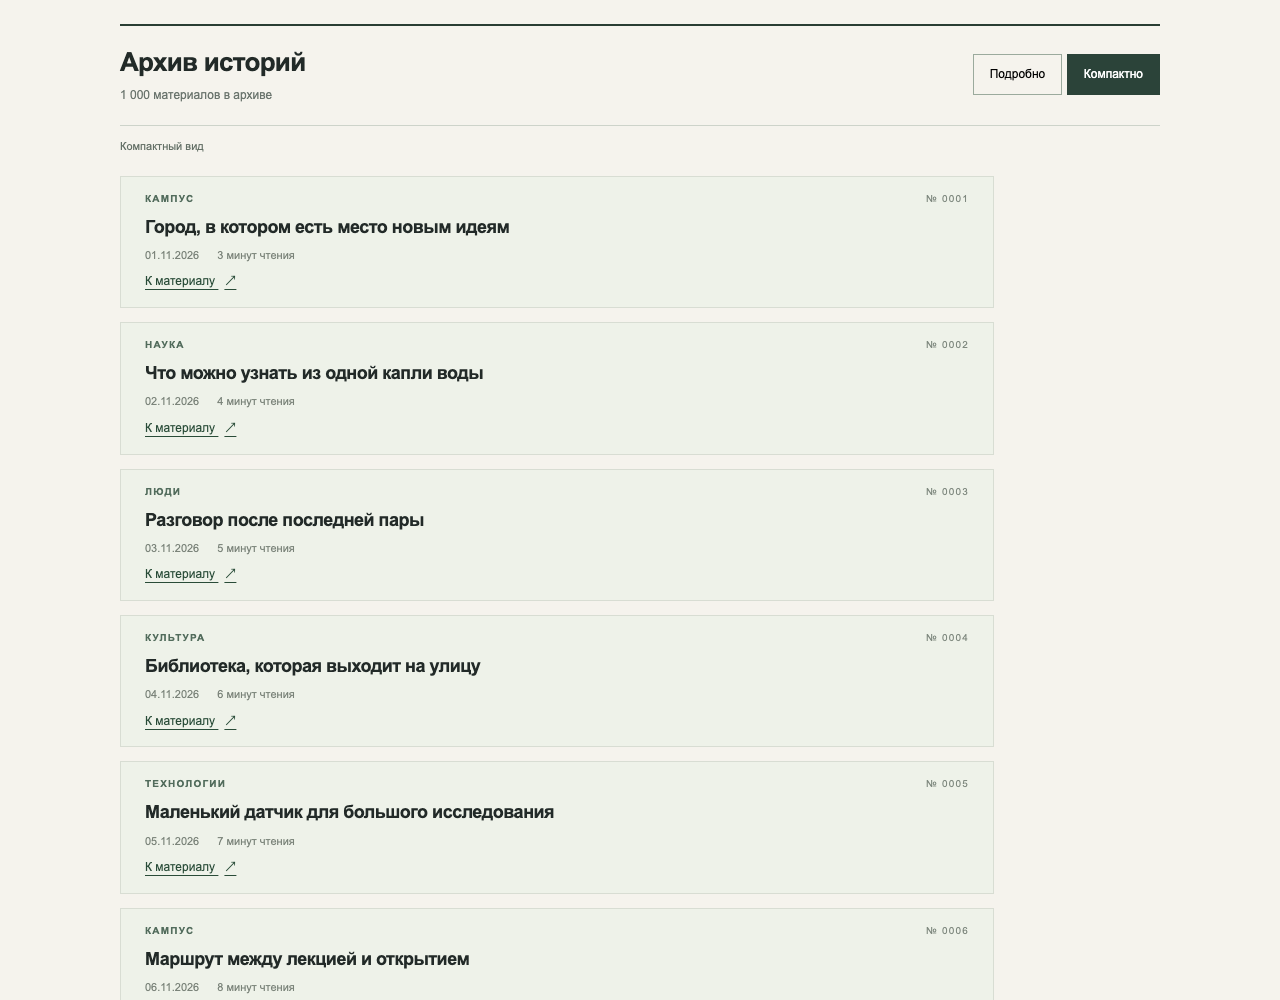 Архив историй
1 000 материалов в архиве
Подробно
Компактно
Компактный вид
КАМПУС
№ 0001
Город, в котором есть место новым идеям
01.11.2026 3 минут чтения
К материалу ↗
НАУКА
№ 0002
Что можно узнать из одной капли воды
02.11.2026 4 минут чтения
К материалу ↗
ЛЮДИ
№ 0003
Разговор после последней пары
03.11.2026 5 минут чтения
К материалу ↗
КУЛЬТУРА
№ 0004
Библиотека, которая выходит на улицу
04.11.2026 6 минут чтения
К материалу ↗
ТЕХНОЛОГИИ
№ 0005
Маленький датчик для большого исследования
05.11.2026 7 минут чтения
К материалу ↗
КАМПУС
№ 0006
Маршрут между лекцией и открытием
06.11.2026 8 минут чтения